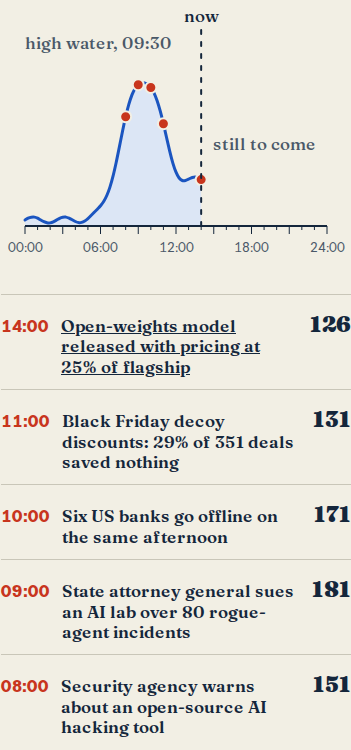 now
high water, 09:30
still to come
00:00 06:00 12:00 18:00 24:00
14:00 Open-weights model 126
released with pricing at
25% of flagship
11:00 Black Friday decoy 131
discounts: 29% of 351 deals
saved nothing
10:00 Six US banks go offline on 171
the same afternoon
09:00 State attorney general sues 181
an AI lab over 80 rogue-
agent incidents
08:00 Security agency warns 151
about an open-source AI
hacking tool